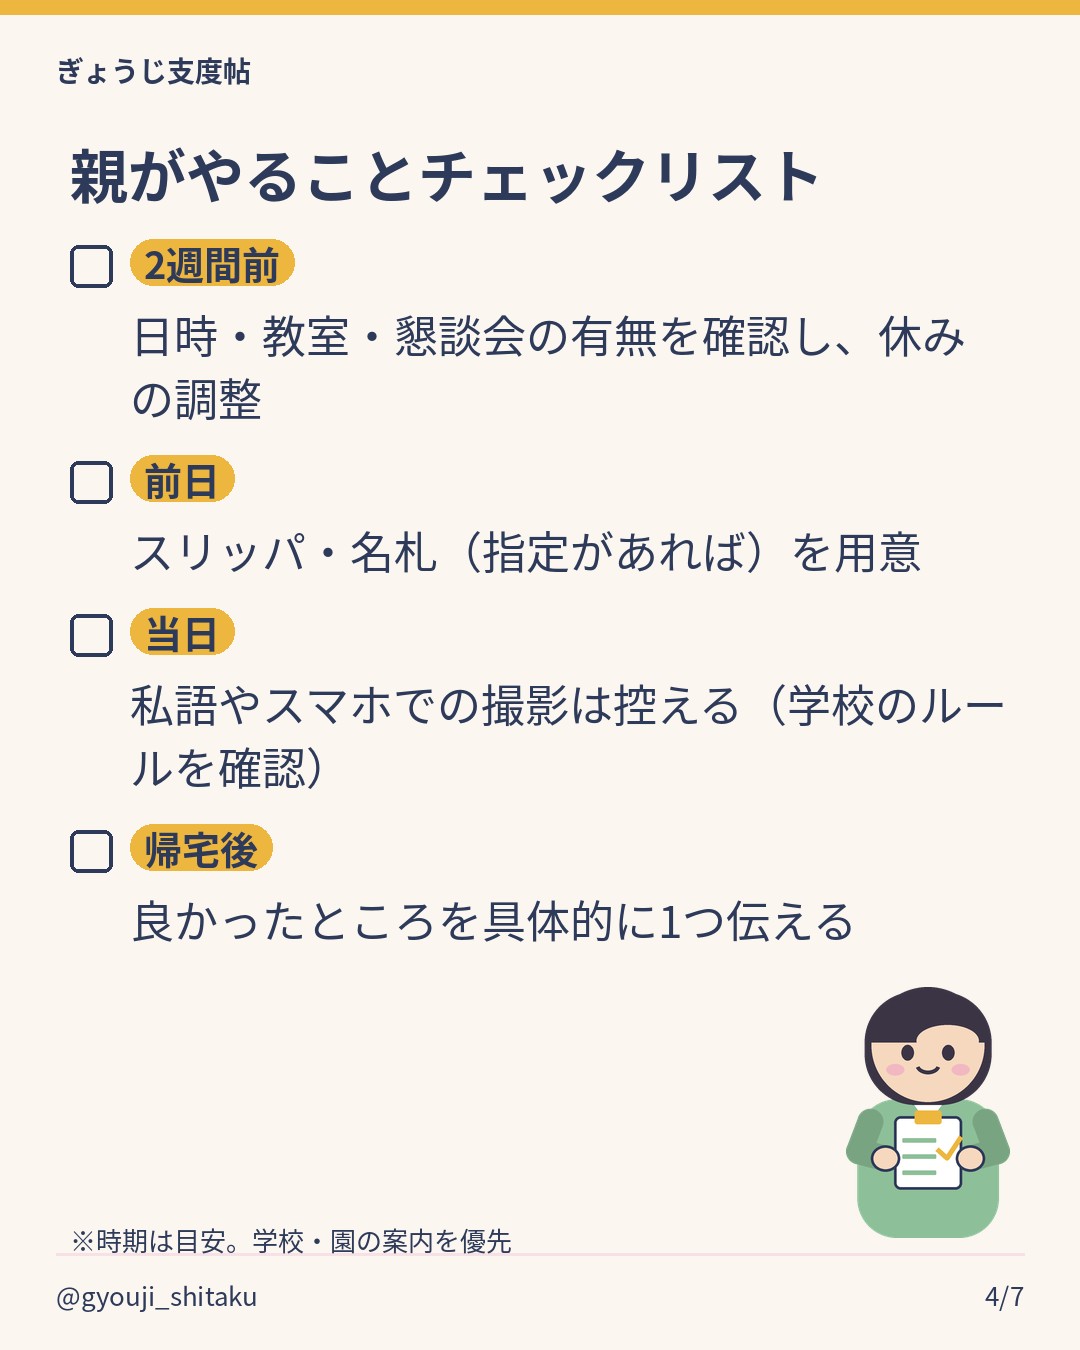 ぎょうじ支度帖
親がやることチェックリスト
2週間前
日時・教室・懇談会の有無を確認し、休み
の調整
前日
スリッパ・名札（指定があれば）を用意
当日
私語やスマホでの撮影は控える（学校のルー
ルを確認）
帰宅後
良かったところを具体的に1つ伝える
※時期は目安。学校・園の案内を優先
@gyouji_shitaku
4/7